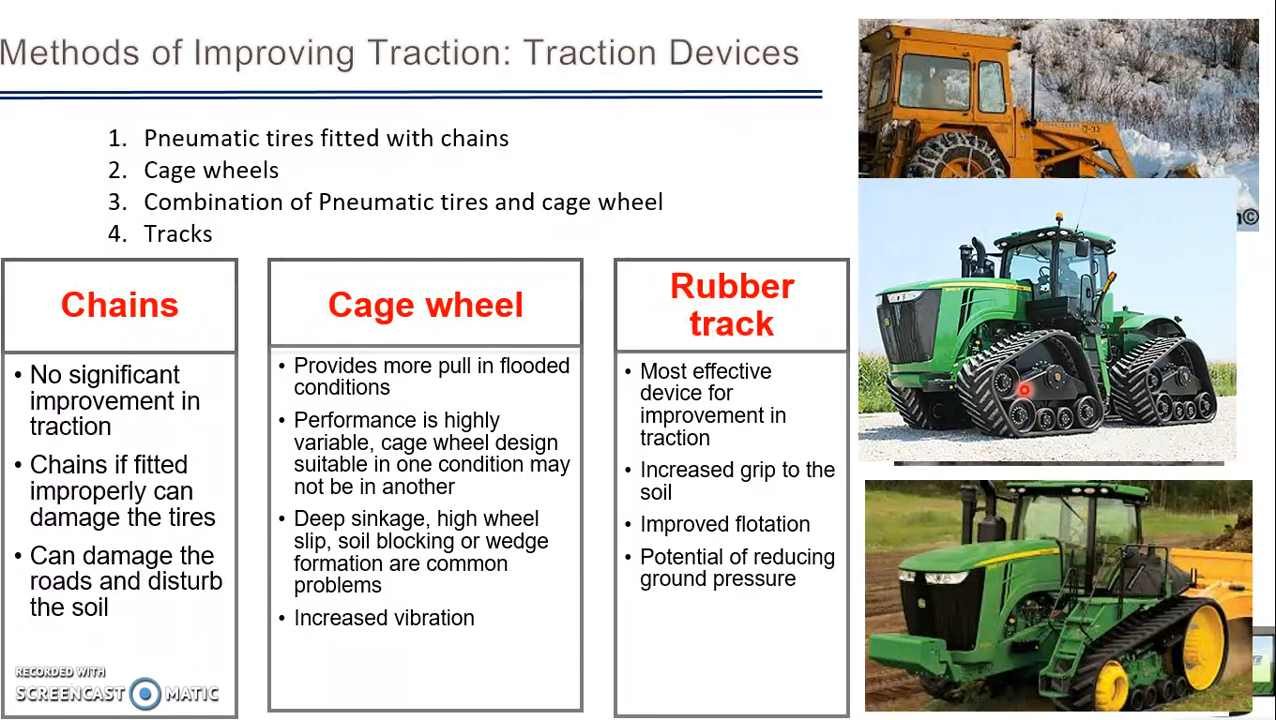 Methods of Improving Traction: Traction Devices
1. Pneumatic tires fitted with chains
2. Cage wheels
3. Combination of Pneumatic tires and cage wheel
4. Tracks
Chains
• No significant
improvement in
traction
• Chains if fitted
improperly can
damage the tires
• Can damage the
roads and disturb
the soil
Cage wheel
• Provides more pull in flooded
conditions
• Performance is highly
variable, cage wheel design
suitable in one condition may
not be in another
• Deep sinkage, high wheel
slip, soil blocking or wedge
formation are common
problems
• Increased vibration
Rubber
track
• Most effective
device for
improvement in
traction
• Increased grip to the
soil
• Improved flotation
• Potential of reducing
ground pressure
RECORDED WITH
SCREENCAST MATIC